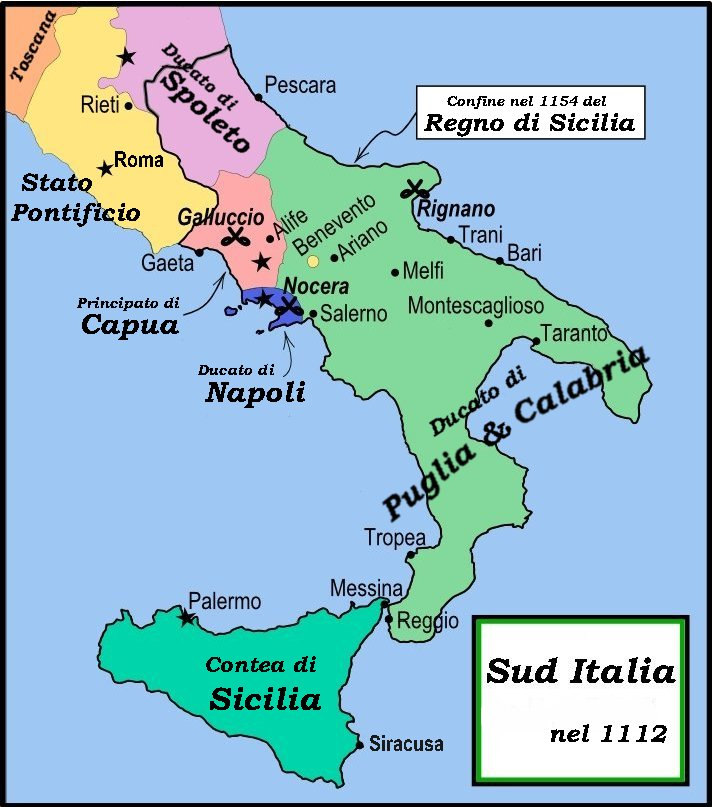 Toscana
Ducato di
Spoleto
Pescara
Rieti
Confine nel 1154 del
Regno di Sicilia
Roma
Stato
Pontificio
Galluccio
Alife
Benevento
Ariano
Rignano
Trani
Bari
Gaeta
Melfi
Nocera
Principato di
Capua
Salerno
Montescaglioso
Taranto
Ducato di
Napoli
Ducato di
Puglia & Calabria
Tropea
Messina
Palermo
Reggio
Contea di
Sicilia
Siracusa
Sud Italia
nel 1112